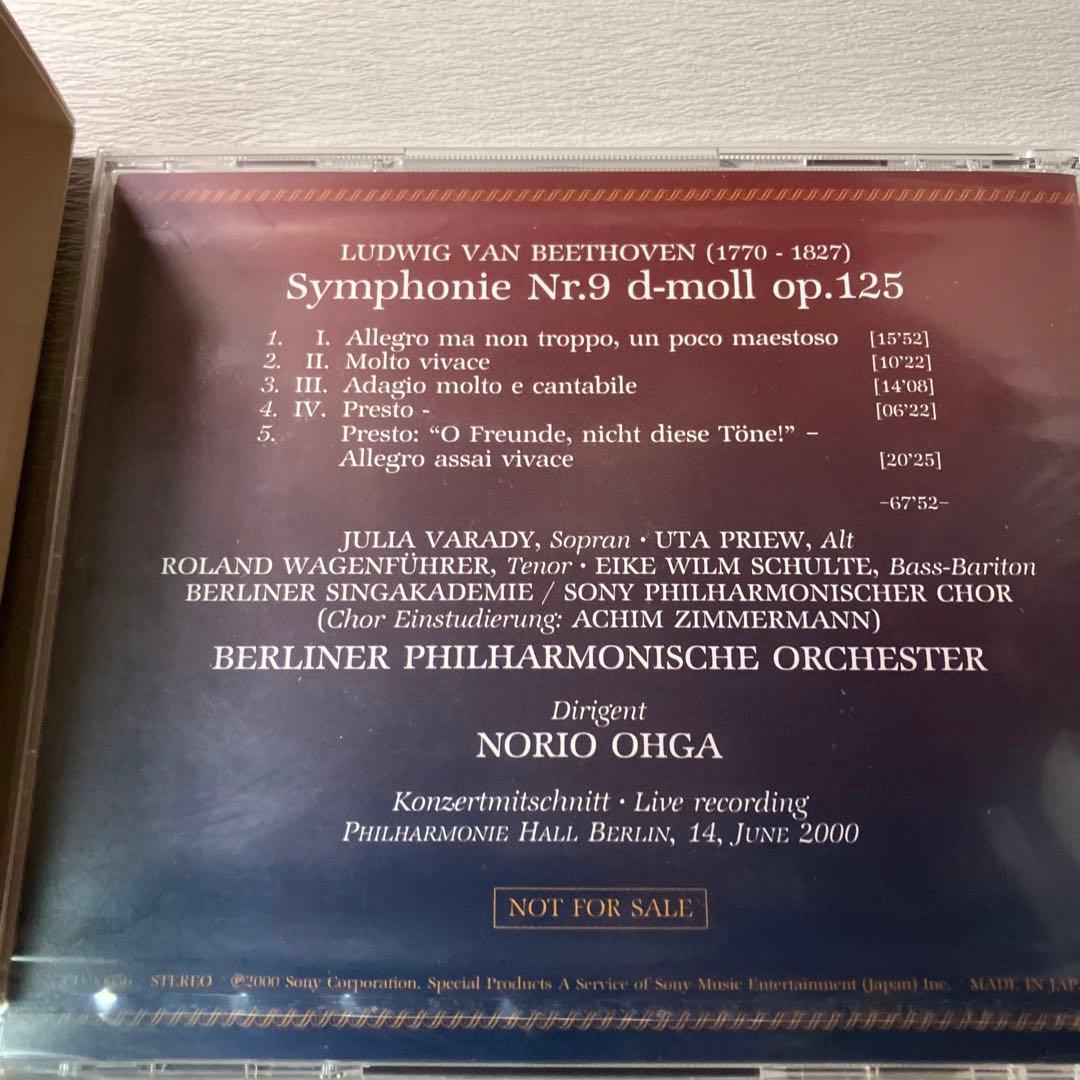 LUDWIG VAN BEETHOVEN (1770 - 1827)
Symphonie Nr.9 d-moll op.125
1. I. Allegro ma non troppo, un poco maestoso [15'52]
2. II. Molto vivace [10'22]
3. III. Adagio molto e cantabile [14'08]
4. IV. Presto - [06'22]
5. Presto: “O Freunde, nicht diese Töne!” –
Allegro assai vivace [20'25]
–67'52–
JULIA VARADY, Sopran · UTA PRIEW, Alt
ROLAND WAGENFÜHRER, Tenor · EIKE WILM SCHULTE, Bass-Bariton
BERLINER SINGAKADEMIE / SONY PHILHARMONISCHER CHOR
(Chor Einstudierung: ACHIM ZIMMERMANN)
BERLINER PHILHARMONISCHE ORCHESTER
Dirigent
NORIO OHGA
Konzertmitschnitt · Live recording
PHILHARMONIE HALL BERLIN, 14, JUNE 2000
NOT FOR SALE
STEREO ℗2000 Sony Corporation. Special Products A Service of Sony Music Entertainment (Japan) Inc. / MADE IN